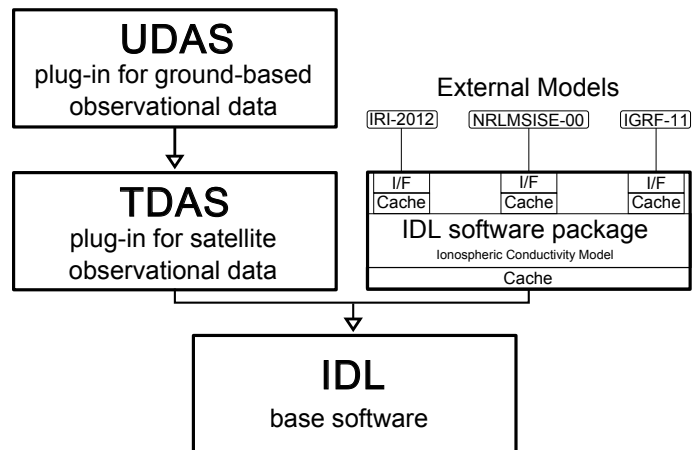 UDAS
plug-in for ground-based
observational data
External Models
IRI-2012 NRLMSISE-00 IGRF-11
I/F I/F I/F
Cache Cache Cache
TDAS
plug-in for satellite
observational data
IDL software package
Ionospheric Conductivity Model
Cache
IDL
base software